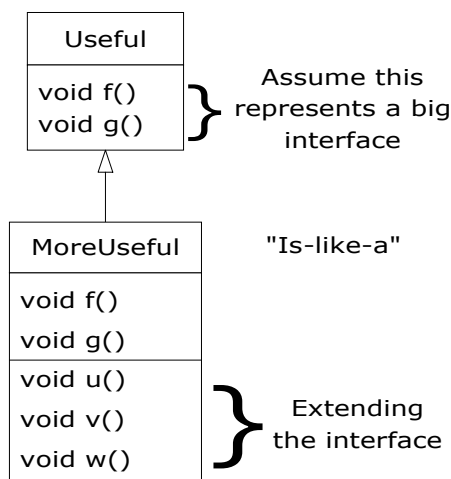 Useful
void f()
void g()
Assume this
represents a big
interface
MoreUseful
"Is-like-a"
void f()
void g()
void u()
void v()
void w()
Extending
the interface